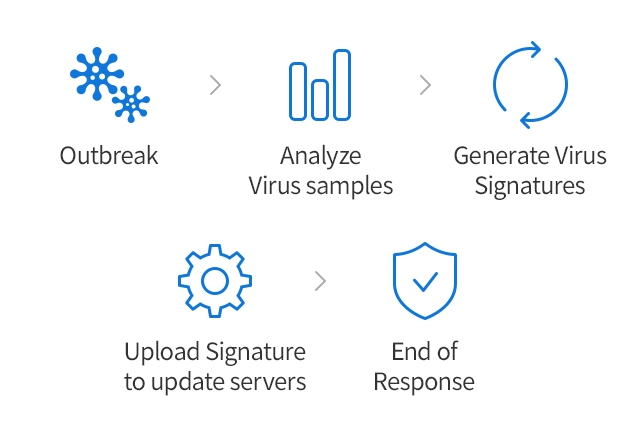 Outbreak
Analyze
Virus samples
Generate Virus
Signatures
Upload Signature
to update servers
End of
Response